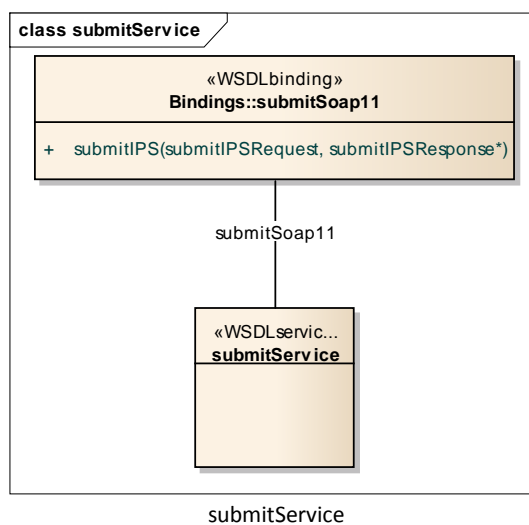 class submitService
«WSDLbinding»
Bindings::submitSoap11
+ submitIPS(submitIPSRequest, submitIPSResponse*)
submitSoap11
«WSDLservic...
submitService
submitService